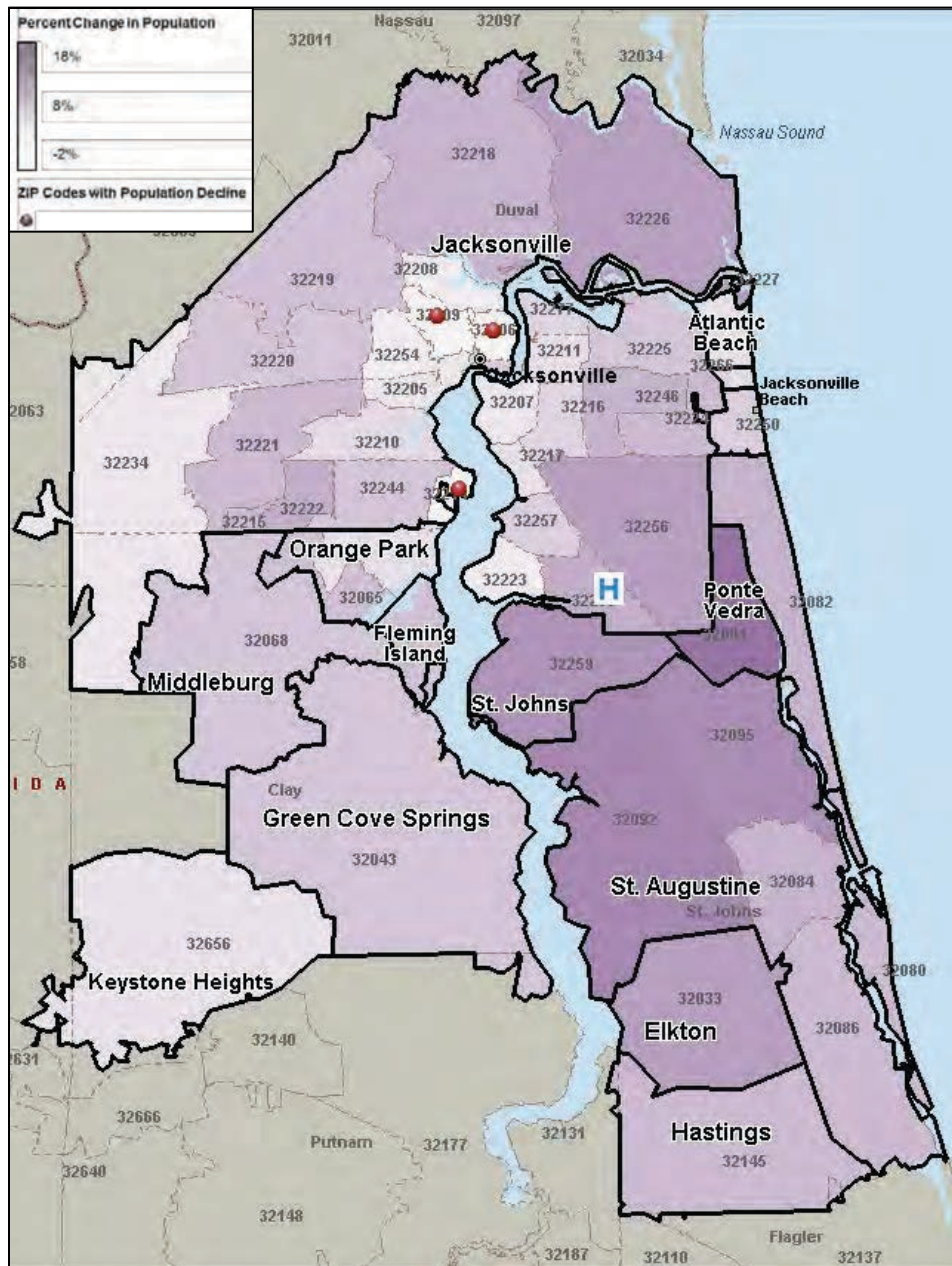 Percent Change in Population
18%
8%
-2%
ZIP Codes with Population Decline
Nassau
32097
32011
32034
Nassau Sound
32218
Duval
32226
Jacksonville
32219
32208
32220
32254
32211
32225
Atlantic
Beach
Jacksonville
32205
32207
32216
32246
Jacksonville
Beach
32250
32063
32221
32210
32234
32217
32244
32222
32215
32257
32256
Orange Park
32223
H
32065
Ponte
Vedra
32082
32081
32068
Fleming
Island
32259
Middleburg
St. Johns
32095
I D A
Clay
Green Cove Springs
32092
32043
St. Augustine
32084
St. Johns
32656
Keystone Heights
32080
32033
Elkton
32086
32140
32666
Putnam
32177
32131
Hastings
32145
32640
32148
Flagler
32187
32110
32137